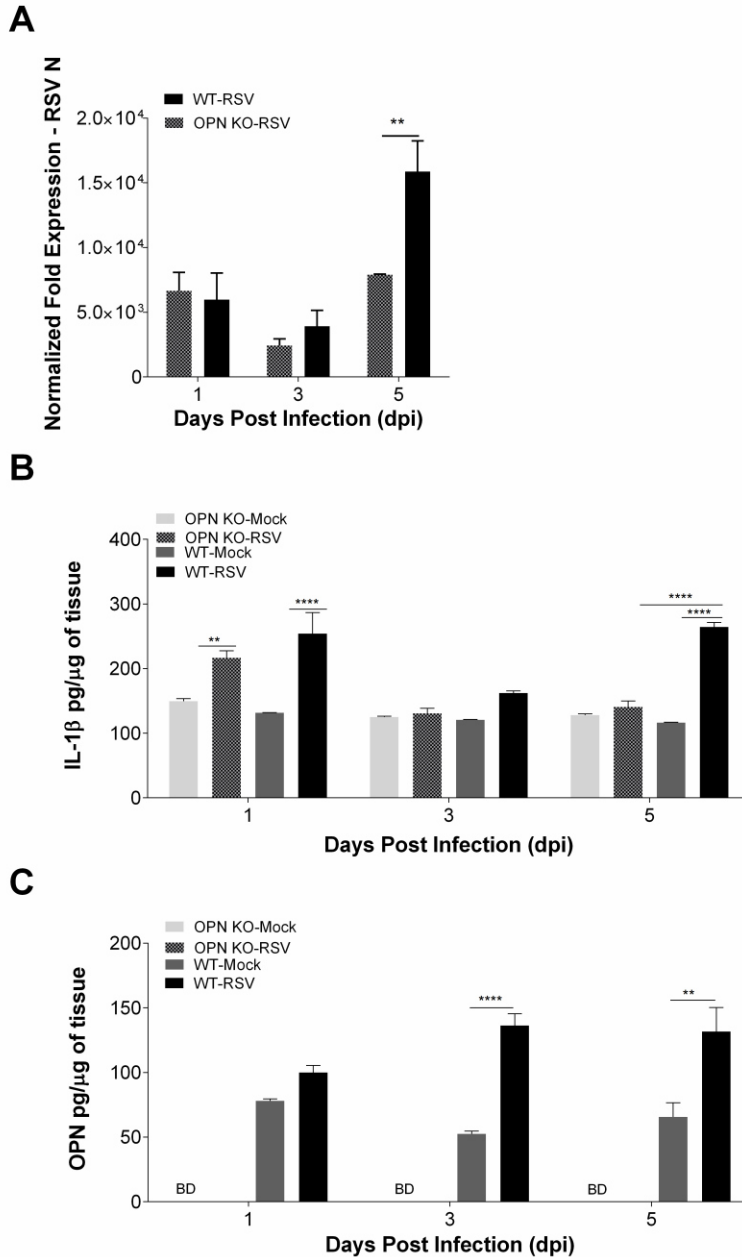 A
Normalized Fold Expression - RSV N
WT-RSV
OPN KO-RSV
2.0×10⁴
1.5×10⁴
1.0×10⁴
5.0×10³
0
**
1 3 5
Days Post Infection (dpi)
B
IL-1β pg/μg of tissue
OPN KO-Mock
OPN KO-RSV
WT-Mock
WT-RSV
400
300
200
100
0
**
****
****
****
1 3 5
Days Post Infection (dpi)
C
OPN pg/μg of tissue
OPN KO-Mock
OPN KO-RSV
WT-Mock
WT-RSV
200
150
100
50
0
****
**
BD BD BD
1 3 5
Days Post Infection (dpi)